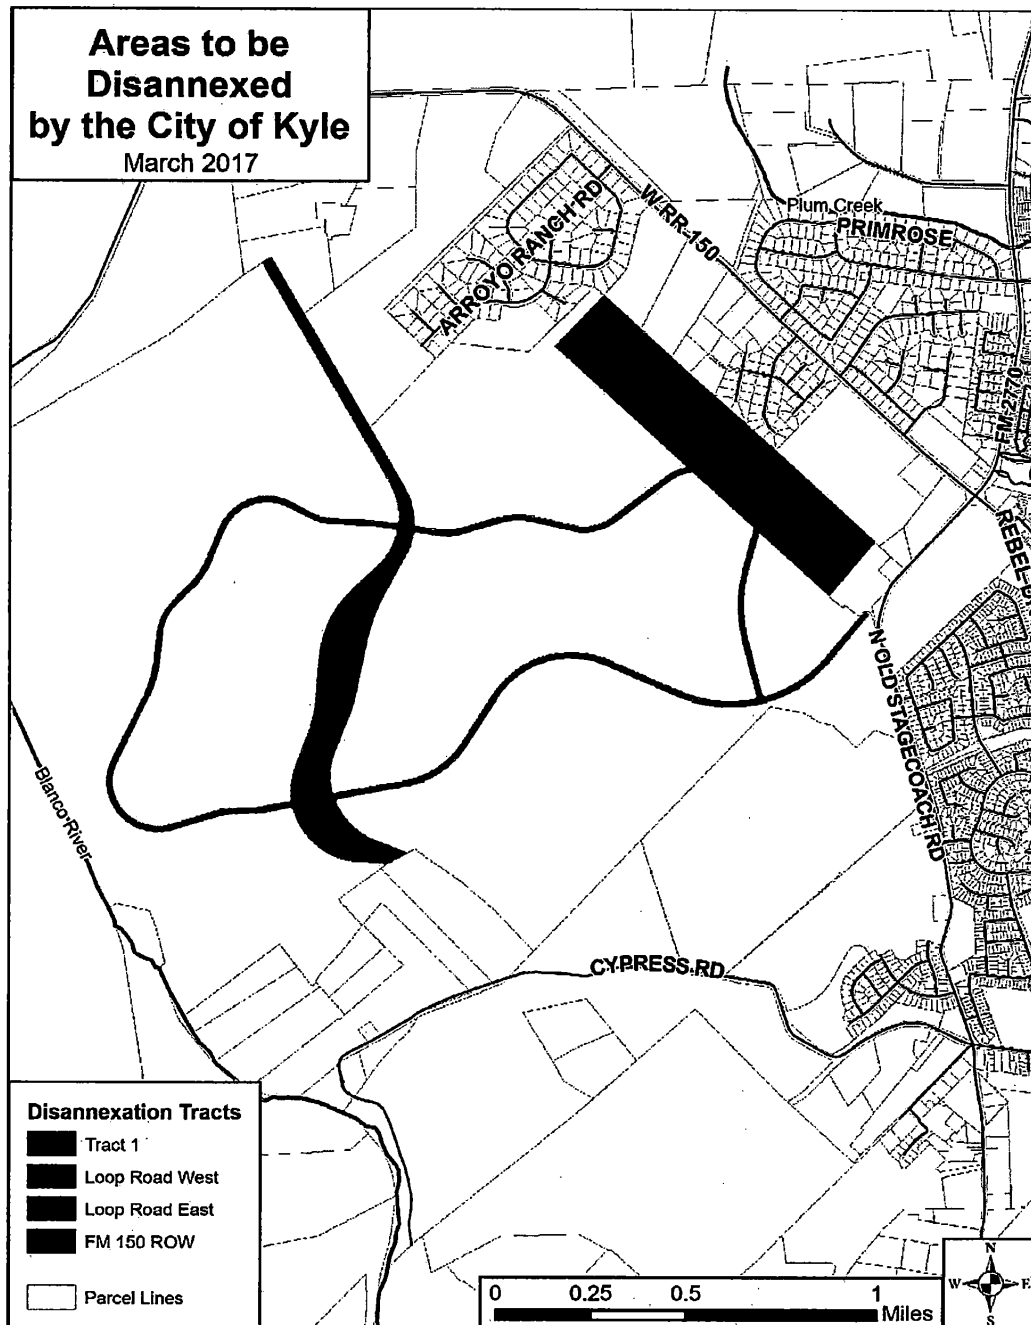 Areas to be
Disannexed
by the City of Kyle
March 2017
ARROYO RANCH RD
W RR 150
Plum Creek
PRIMROSE
FM 2770
N OLD STAGECOACH RD
Blanco River
CYPRESS RD
Disannexation Tracts
Tract 1
Loop Road West
Loop Road East
FM 150 ROW
Parcel Lines
0 0.25 0.5 1
Miles
N
W E
S